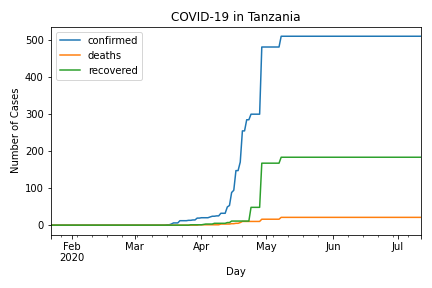 COVID-19 in Tanzania
confirmed
deaths
recovered
Number of Cases
500
400
300
200
100
0
Feb
2020
Mar
Apr
May
Jun
Jul
Day